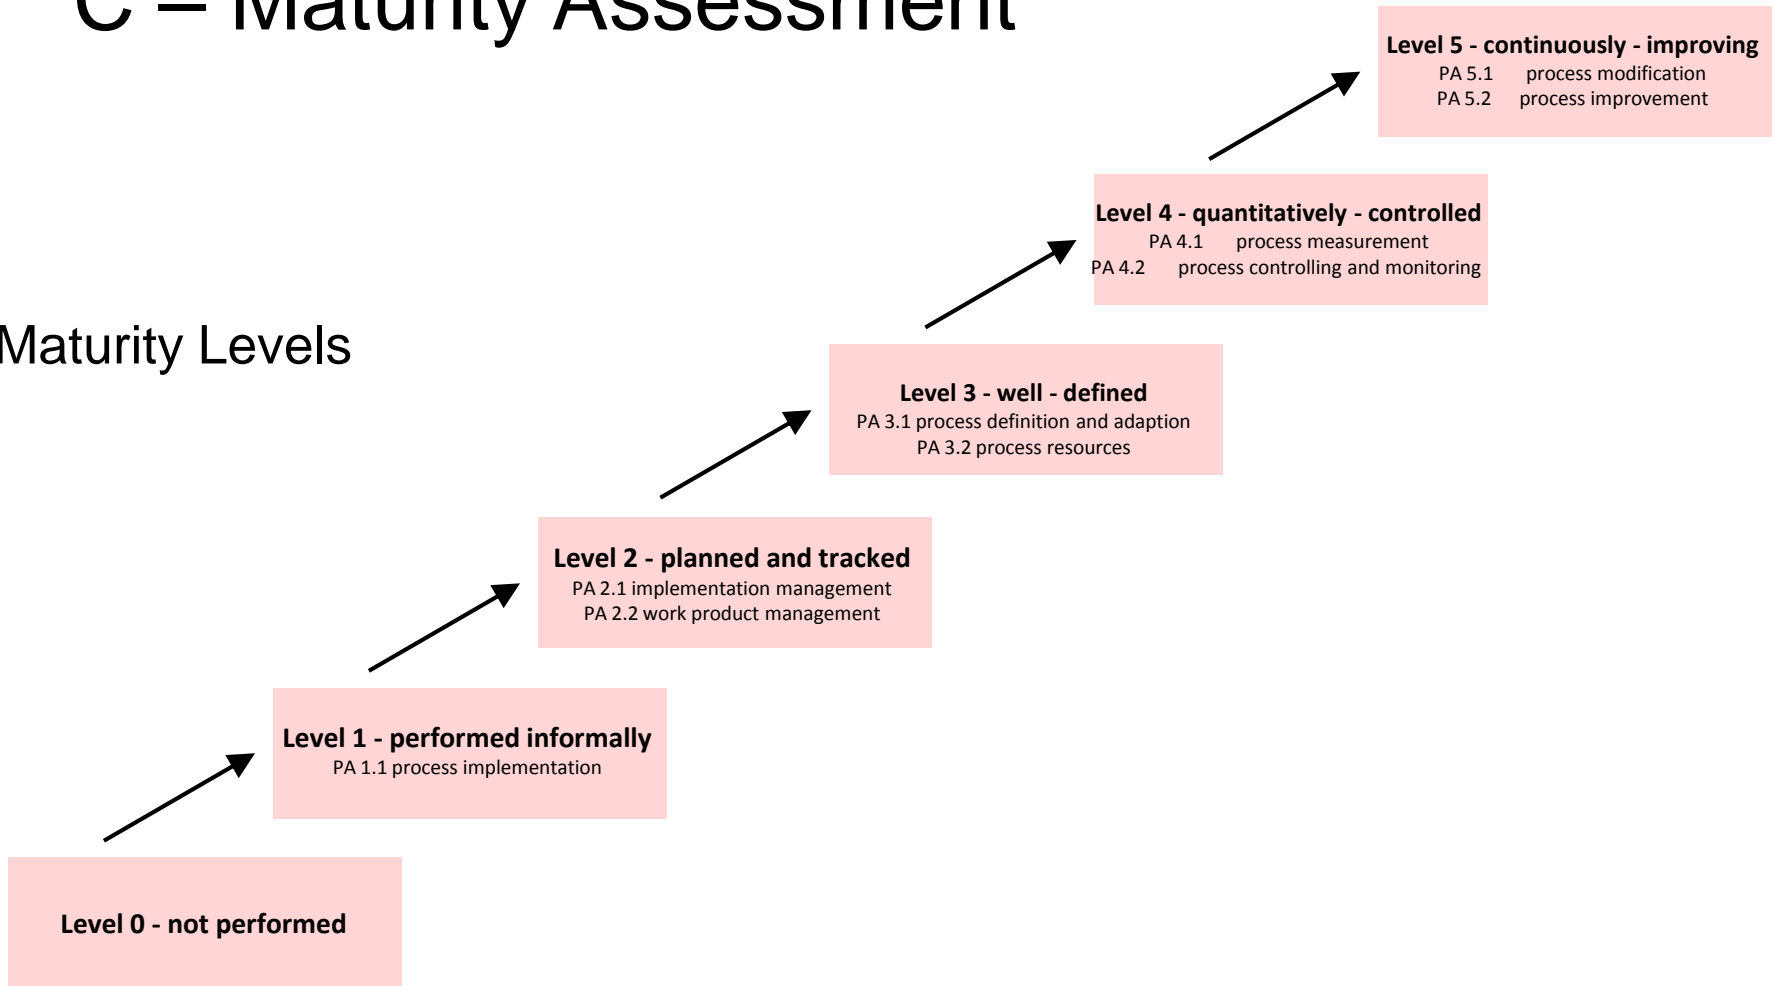 C – Maturity Assessment
Level 5 - continuously - improving
PA 5.1 process modification
PA 5.2 process improvement
Level 4 - quantitatively - controlled
PA 4.1 process measurement
PA 4.2 process controlling and monitoring
Maturity Levels
Level 3 - well - defined
PA 3.1 process definition and adaption
PA 3.2 process resources
Level 2 - planned and tracked
PA 2.1 implementation management
PA 2.2 work product management
Level 1 - performed informally
PA 1.1 process implementation
Level 0 - not performed